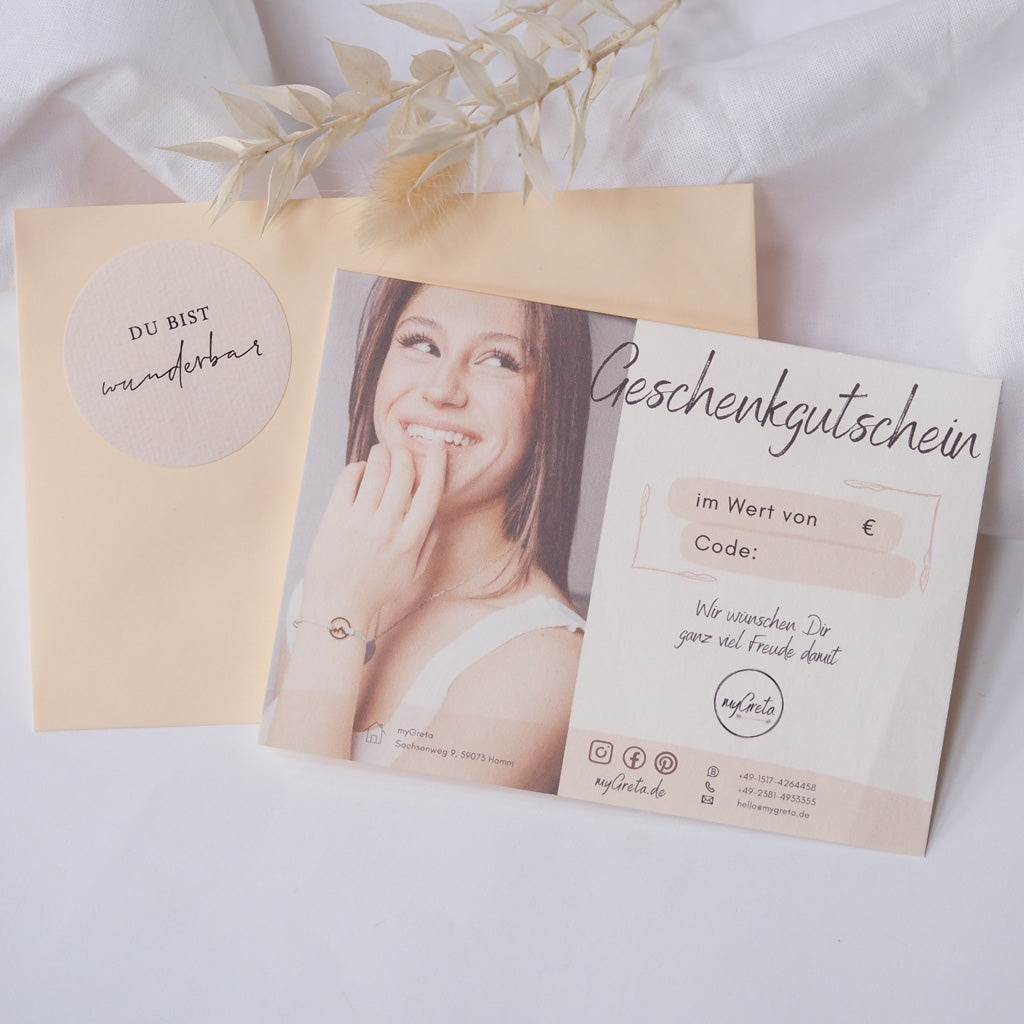 DU BIST
wunderbar
Geschenkgutschein
im Wert von €
Code:
Wir wünschen Dir
ganz viel Freude damit
myGreta
myGreta
Sachsenweg 9, 59073 Hamm
myGreta.de
+49-1517-4264458
+49-2381-4933355
hello@mygreta.de